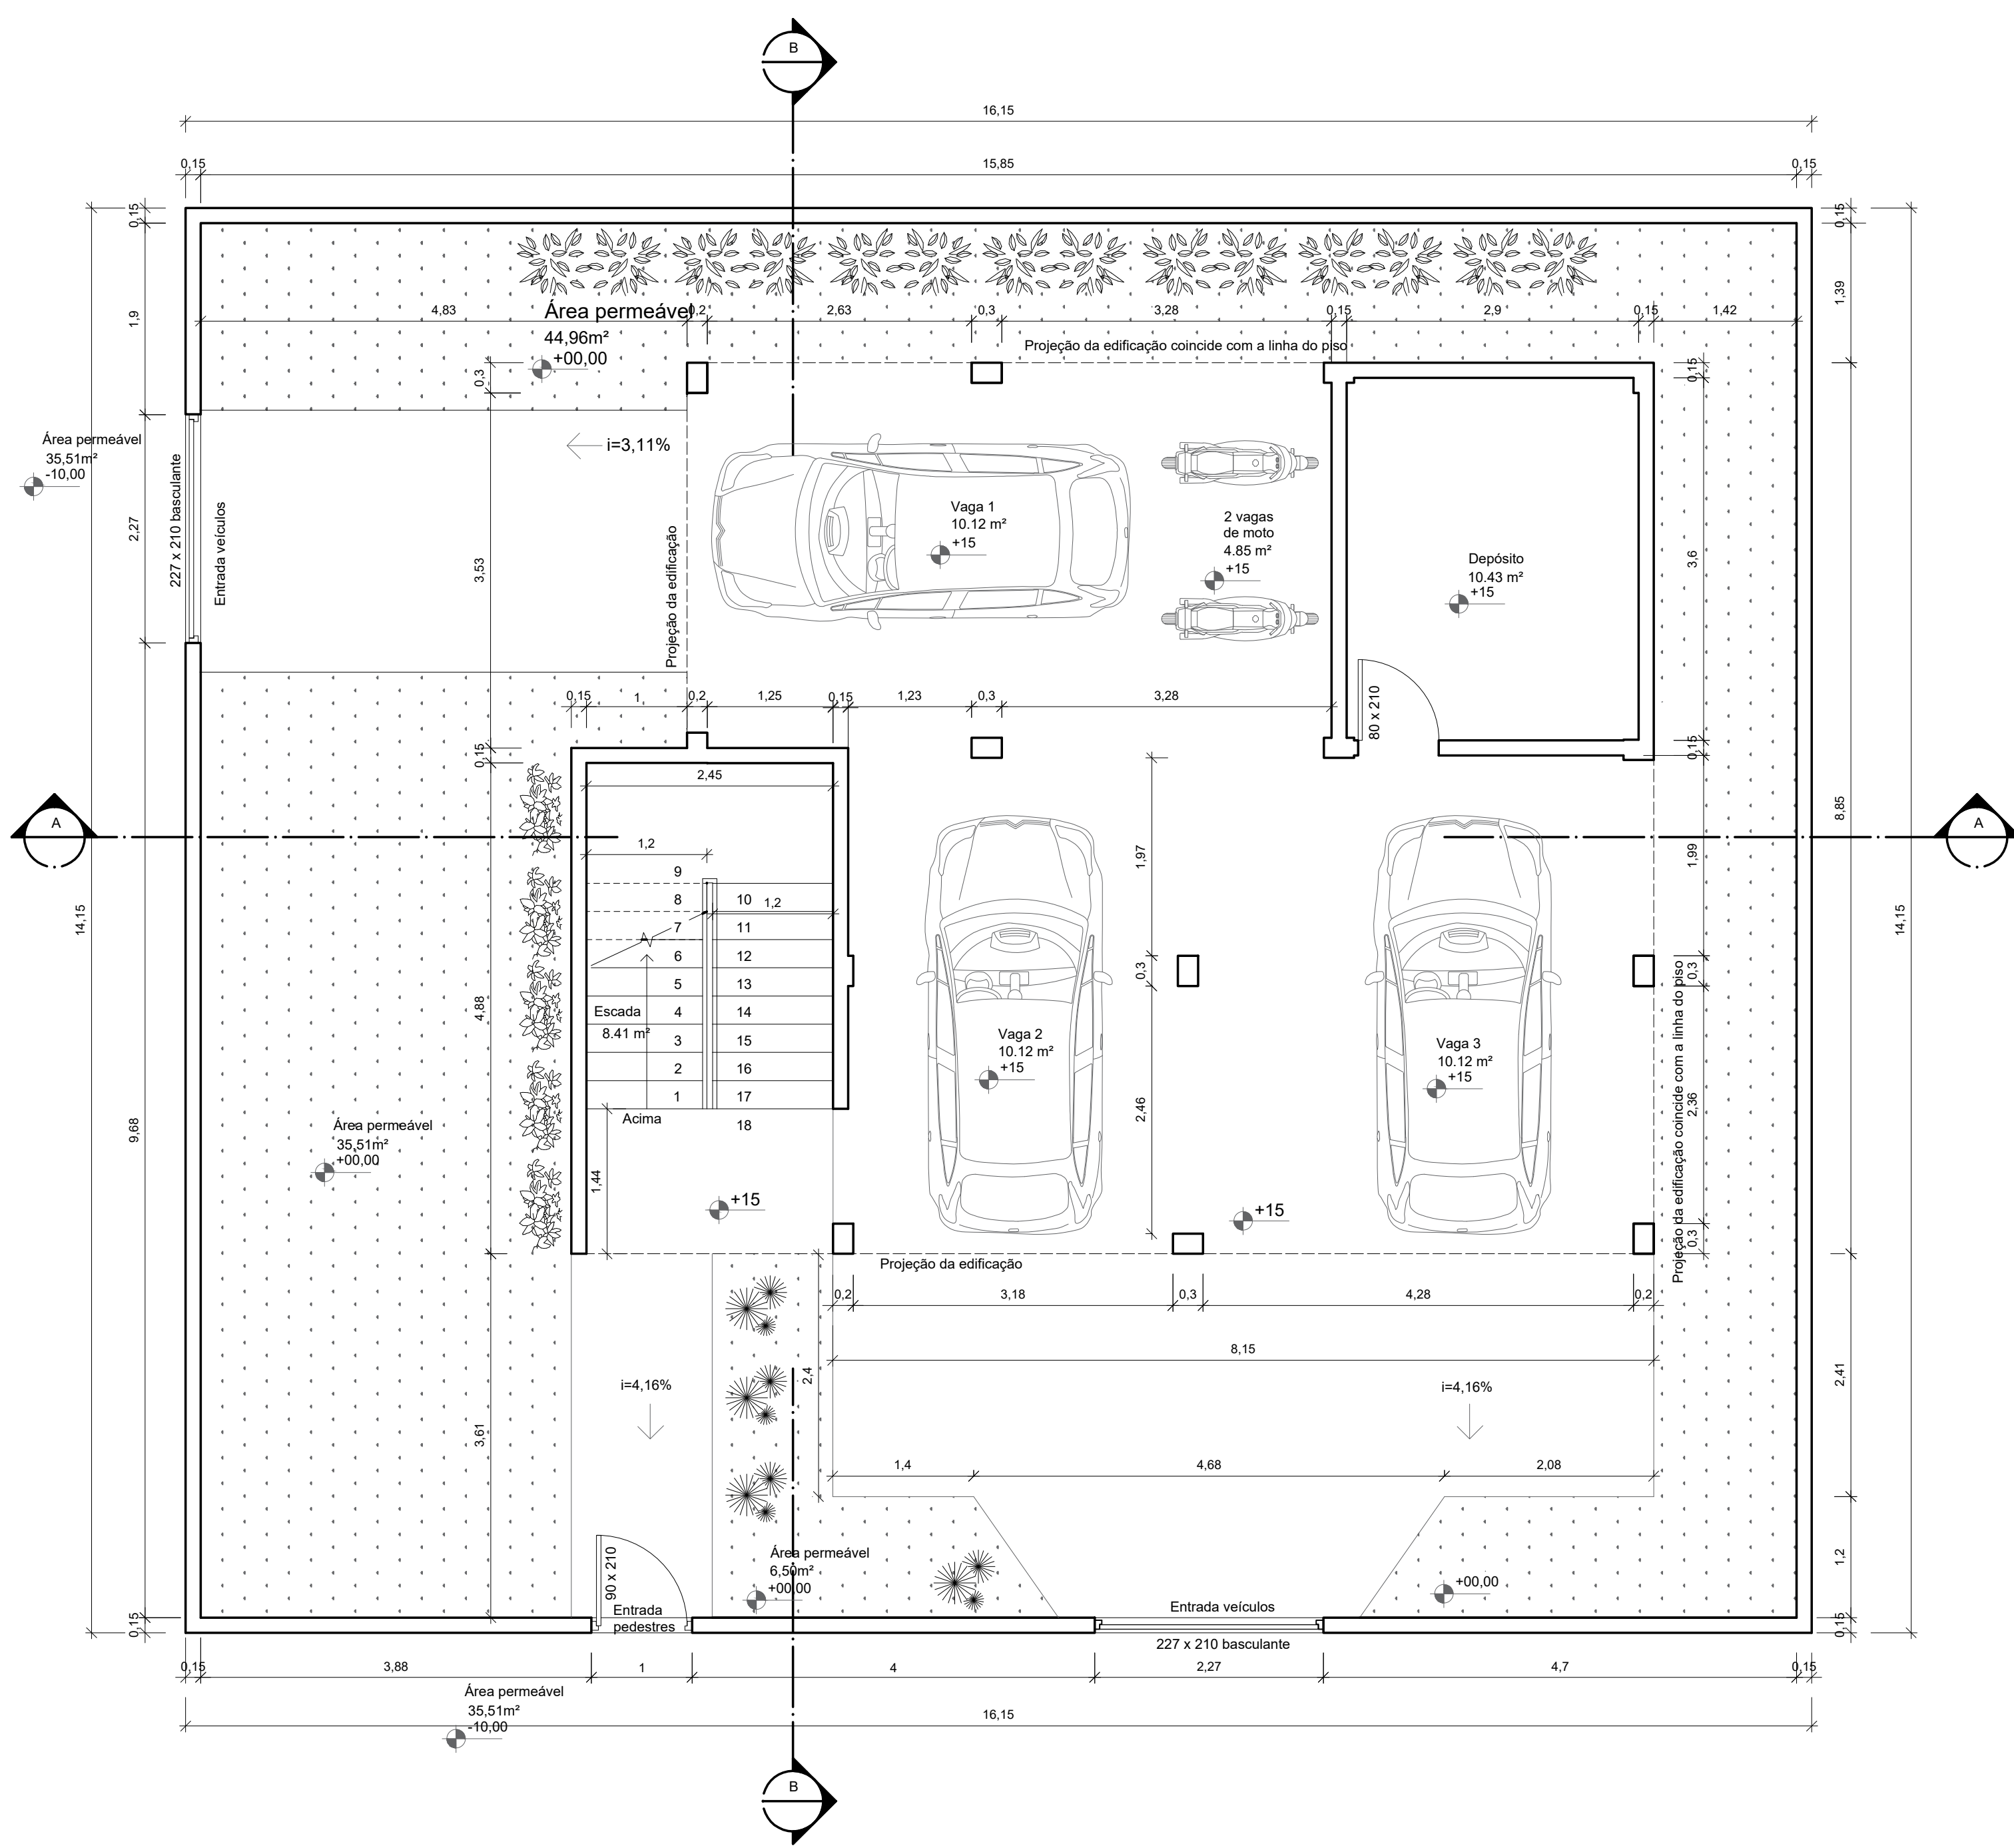 B
16,15
0,15
15,85
0,15
0,15
0,15
1,9
1,39
4,83
Área permeável
0,2
2,63
0,3
3,28
0,15
2,9
0,15
1,42
44,96m²
+00,00
Projeção da edificação coincide com a linha do piso
0,3
0,15
Área permeável
35,51m²
-10,00
227 x 210 basculante
Entrada veículos
2,27
i=3,11%
3,53
Projeção da edificação
Vaga 1
10.12 m²
+15
2 vagas
de moto
4.85 m²
+15
Depósito
10.43 m²
+15
3,6
80 x 210
0,15
1
0,2
1,25
0,15
1,23
0,3
3,28
0,15
0,15
2,45
A
A
8,85
1,2
1,97
1,99
9
8
10
1,2
7
11
6
12
5
13
4
14
3
15
2
16
1
17
18
Escada
8.41 m²
Acima
14,15
14,15
4,88
0,3
0,3
Vaga 2
10.12 m²
+15
Vaga 3
10.12 m²
+15
2,46
2,36
Projeção da edificação coincide com a linha do piso
9,68
Área permeável
35,51m²
+00,00
1,44
+15
+15
0,3
Projeção da edificação
0,2
3,18
0,3
4,28
0,2
8,15
2,4
2,41
i=4,16%
i=4,16%
3,61
1,4
4,68
2,08
90 x 210
Área permeável
6,50m²
+00,00
+00,00
1,2
Entrada
pedestres
Entrada veículos
227 x 210 basculante
0,15
0,15
0,15
3,88
1
4
2,27
4,7
0,15
Área permeável
35,51m²
-10,00
16,15
B